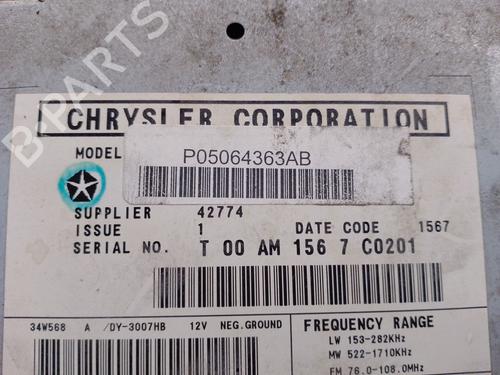 CHRYSLER CORPORATION
MODEL
P05064363AB
SUPPLIER 42774
ISSUE 1 DATE CODE 1567
SERIAL NO. T 00 AM 156 7 C0201
34W568 A /DY-3007HB 12V NEG.GROUND
FREQUENCY RANGE
LW 153-282KHz
MW 522-1710KHz
FM 76.0-108.0MHz
B PARTS